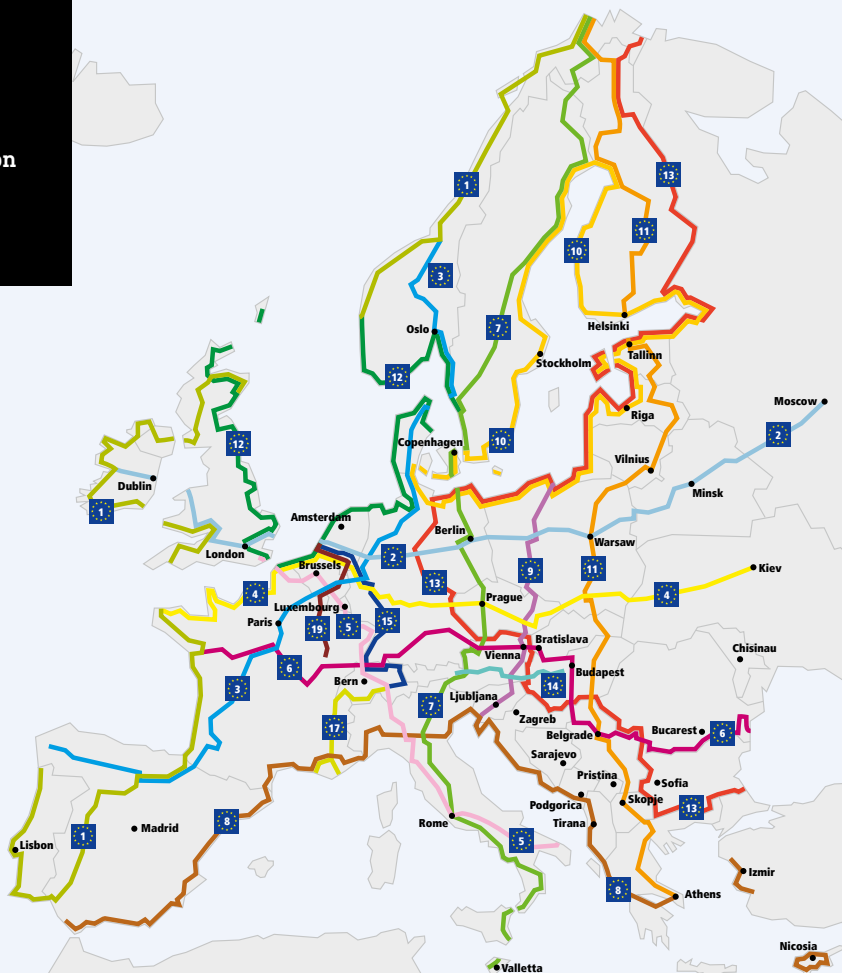 on
1
13
11
10
3
Oslo
7
Helsinki
Tallinn
Stockholm
12
Moscow
Riga
2
12
Copenhagen
10
Vilnius
Dublin
Minsk
1
Amsterdam
Berlin
Warsaw
London
2
Brussels
9
11
Kiev
13
4
4
Prague
Luxembourg
Paris
19
5
15
Bratislava
Vienna
Chisinau
6
Bern
Budapest
3
14
Ljubljana
7
Zagreb
17
Belgrade
Bucarest
6
Sarajevo
Pristina
Sofia
Podgorica
Skopje
13
8
Rome
Tirana
Madrid
1
Lisbon
5
Izmir
8
Athens
Nicosia
Valletta